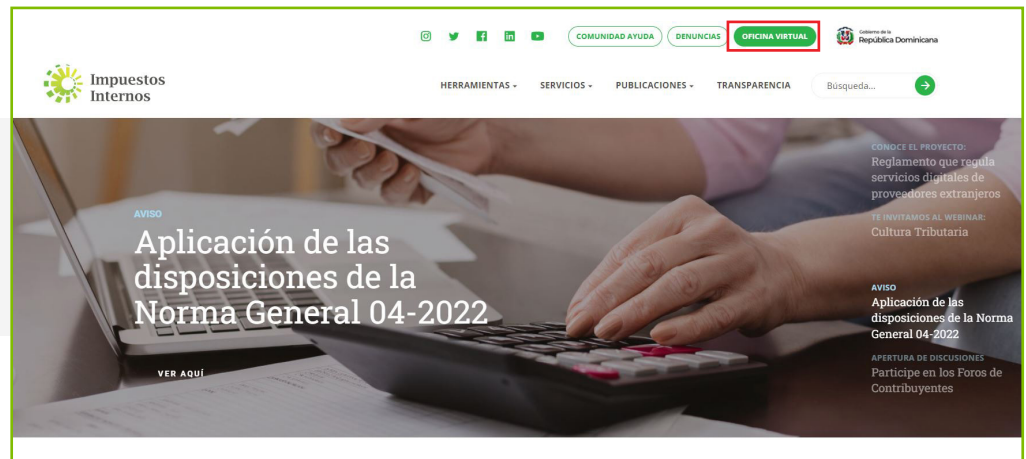 COMUNIDAD AYUDA DENUNCIAS OFICINA VIRTUAL Gobierno de la
República Dominicana
Impuestos
Internos
HERRAMIENTAS SERVICIOS PUBLICACIONES TRANSPARENCIA Búsqueda...
AVISO
Aplicación de las
disposiciones de la
Norma General 04-2022
VER AQUÍ
CONOCE EL PROYECTO:
Reglamento que regula
servicios digitales de
proveedores extranjeros
TE INVITAMOS AL WEBINAR:
Cultura Tributaria
AVISO
Aplicación de las
disposiciones de la Norma
General 04-2022
APERTURA DE DISCUSIONES
Participe en los Foros de
Contribuyentes